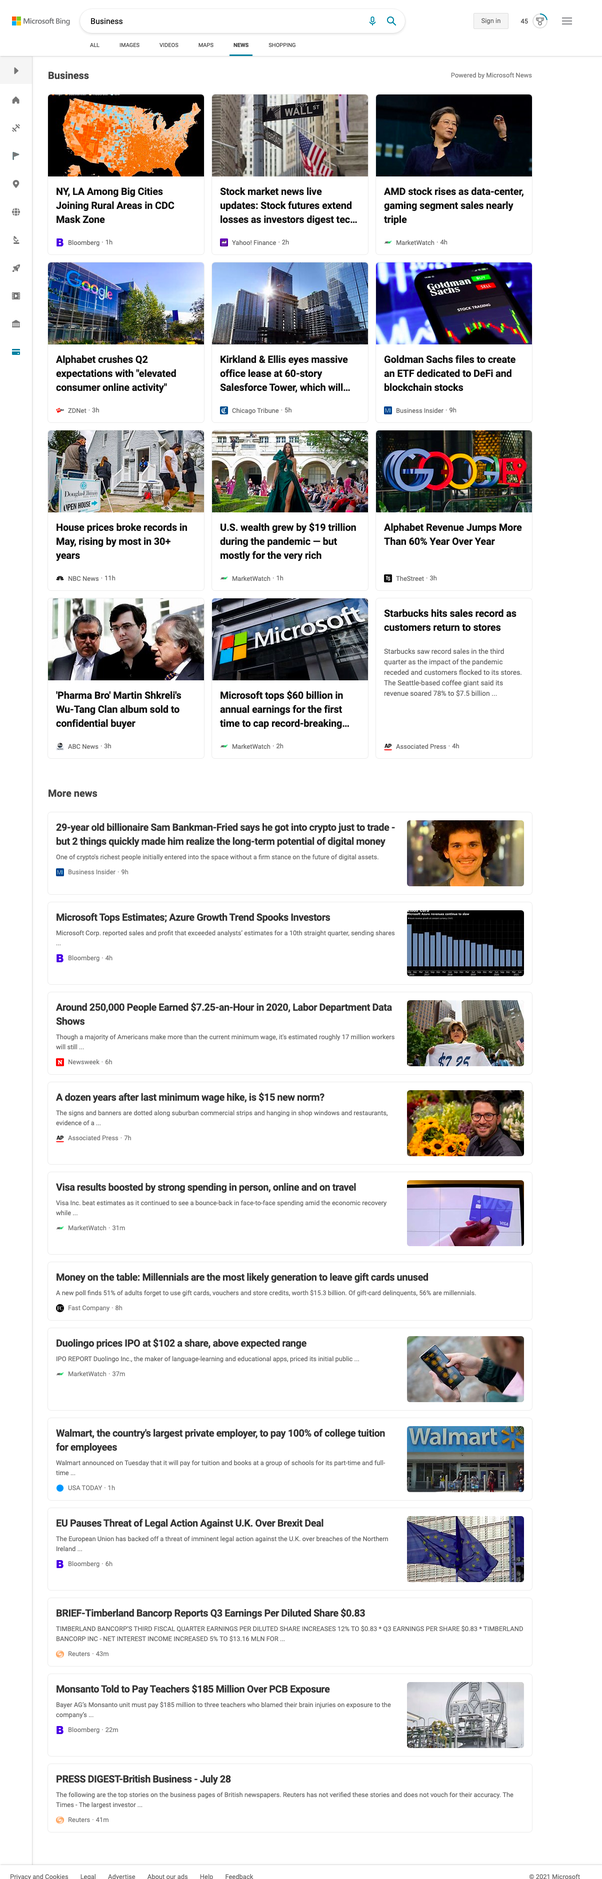 Microsoft Bing
Business
Sign in
45
ALL
IMAGES
VIDEOS
MAPS
NEWS
SHOPPING
Business
Powered by Microsoft News
WALL ST
NY, LA Among Big Cities
Joining Rural Areas in CDC
Mask Zone
Bloomberg · 1h
Stock market news live
updates: Stock futures extend
losses as investors digest tec...
Yahoo! Finance · 2h
AMD stock rises as data-center,
gaming segment sales nearly
triple
MarketWatch · 4h
Google
Goldman
Sachs
BUY
SELL
STOCK TRADING
Alphabet crushes Q2
expectations with "elevated
consumer online activity"
ZDNet · 3h
Kirkland & Ellis eyes massive
office lease at 60-story
Salesforce Tower, which will...
Chicago Tribune · 5h
Goldman Sachs files to create
an ETF dedicated to DeFi and
blockchain stocks
Business Insider · 9h
DouglasElliman
OPEN HOUSE
Google
House prices broke records in
May, rising by most in 30+
years
NBC News · 11h
U.S. wealth grew by $19 trillion
during the pandemic — but
mostly for the very rich
MarketWatch · 1h
Alphabet Revenue Jumps More
Than 60% Year Over Year
TheStreet · 3h
Microsoft
'Pharma Bro' Martin Shkreli's
Wu-Tang Clan album sold to
confidential buyer
ABC News · 3h
Microsoft tops $60 billion in
annual earnings for the first
time to cap record-breaking...
MarketWatch · 2h
Starbucks hits sales record as
customers return to stores
Starbucks saw record sales in the third
quarter as the impact of the pandemic
receded and customers flocked to its stores.
The Seattle-based coffee giant said its
revenue soared 78% to $7.5 billion ...
AP
Associated Press · 4h
More news
29-year old billionaire Sam Bankman-Fried says he got into crypto just to trade -
but 2 things quickly made him realize the long-term potential of digital money
One of crypto's richest people initially entered into the space without a firm stance on the future of digital assets.
Business Insider · 9h
Microsoft Tops Estimates; Azure Growth Trend Spooks Investors
Microsoft Corp. reported sales and profit that exceeded analysts' estimates for a 10th straight quarter, sending shares
...
Bloomberg · 4h
Around 250,000 People Earned $7.25-an-Hour in 2020, Labor Department Data
Shows
Though a majority of Americans make more than the current minimum wage, it's estimated roughly 17 million workers
will still ...
Newsweek · 6h
$7.25
A dozen years after last minimum wage hike, is $15 new norm?
The signs and banners are dotted along suburban commercial strips and hanging in shop windows and restaurants,
evidence of a ...
AP
Associated Press · 7h
Visa results boosted by strong spending in person, online and on travel
Visa Inc. beat estimates as it continued to see a bounce-back in face-to-face spending amid the economic recovery
while ...
MarketWatch · 31m
VISA
Money on the table: Millennials are the most likely generation to leave gift cards unused
A new poll finds 51% of adults forget to use gift cards, vouchers and store credits, worth $15.3 billion. Of gift-card delinquents, 56% are millennials.
Fast Company · 8h
Duolingo prices IPO at $102 a share, above expected range
IPO REPORT Duolingo Inc., the maker of language-learning and educational apps, priced its initial public ...
MarketWatch · 37m
Walmart, the country's largest private employer, to pay 100% of college tuition
for employees
Walmart announced on Tuesday that it will pay for tuition and books at a group of schools for its part-time and full-
time ...
USA TODAY · 1h
Walmart
EU Pauses Threat of Legal Action Against U.K. Over Brexit Deal
The European Union has backed off a threat of imminent legal action against the U.K. over breaches of the Northern
Ireland ...
Bloomberg · 6h
BRIEF-Timberland Bancorp Reports Q3 Earnings Per Diluted Share $0.83
TIMBERLAND BANCORP'S THIRD FISCAL QUARTER EARNINGS PER DILUTED SHARE INCREASES 12% TO $0.83 * Q3 EARNINGS PER SHARE $0.83 * TIMBERLAND
BANCORP INC - NET INTEREST INCOME INCREASED 5% TO $13.16 MLN FOR ...
Reuters · 43m
Monsanto Told to Pay Teachers $185 Million Over PCB Exposure
Bayer AG's Monsanto unit must pay $185 million to three teachers who blamed their brain injuries on exposure to the
company's ...
Bloomberg · 22m
BAYER
PRESS DIGEST-British Business - July 28
The following are the top stories on the business pages of British newspapers. Reuters has not verified these stories and does not vouch for their accuracy. The
Times - The largest investor ...
Reuters · 41m
Privacy and Cookies
Legal
Advertise
About our ads
Help
Feedback
© 2021 Microsoft